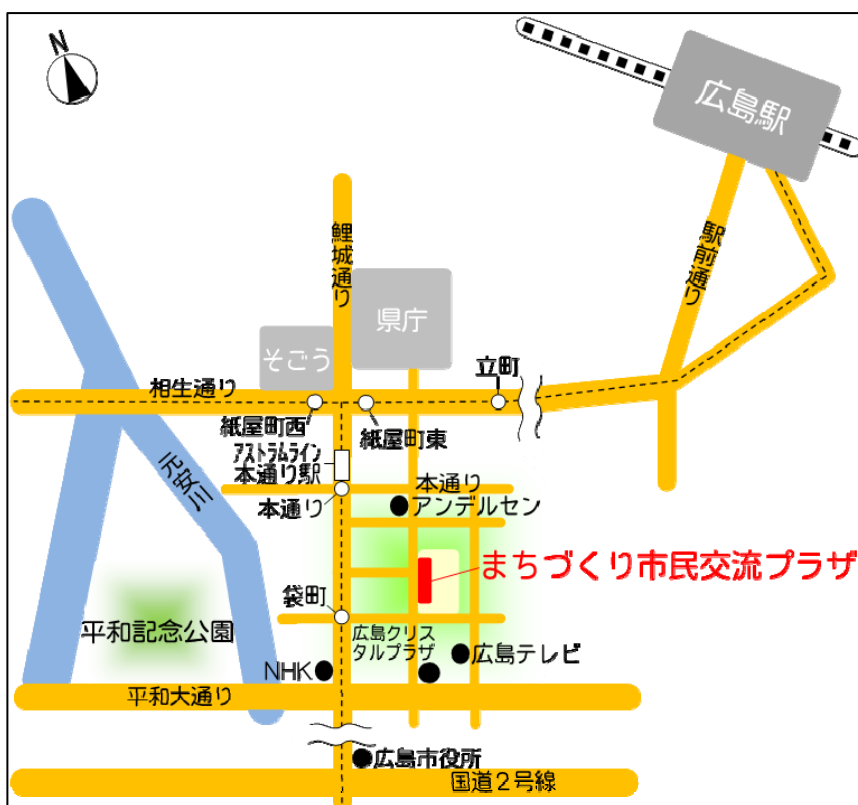 N
広島駅
鯉城通り
駅前通り
県庁
そごう
立町
相生通り
紙屋町西
紙屋町東
アストラムライン
本通り駅
本通り
本通り
アンデルセン
元安川
まちづくり市民交流プラザ
袋町
平和記念公園
広島クリス
タルプラザ
広島テレビ
NHK
平和大通り
広島市役所
国道2号線